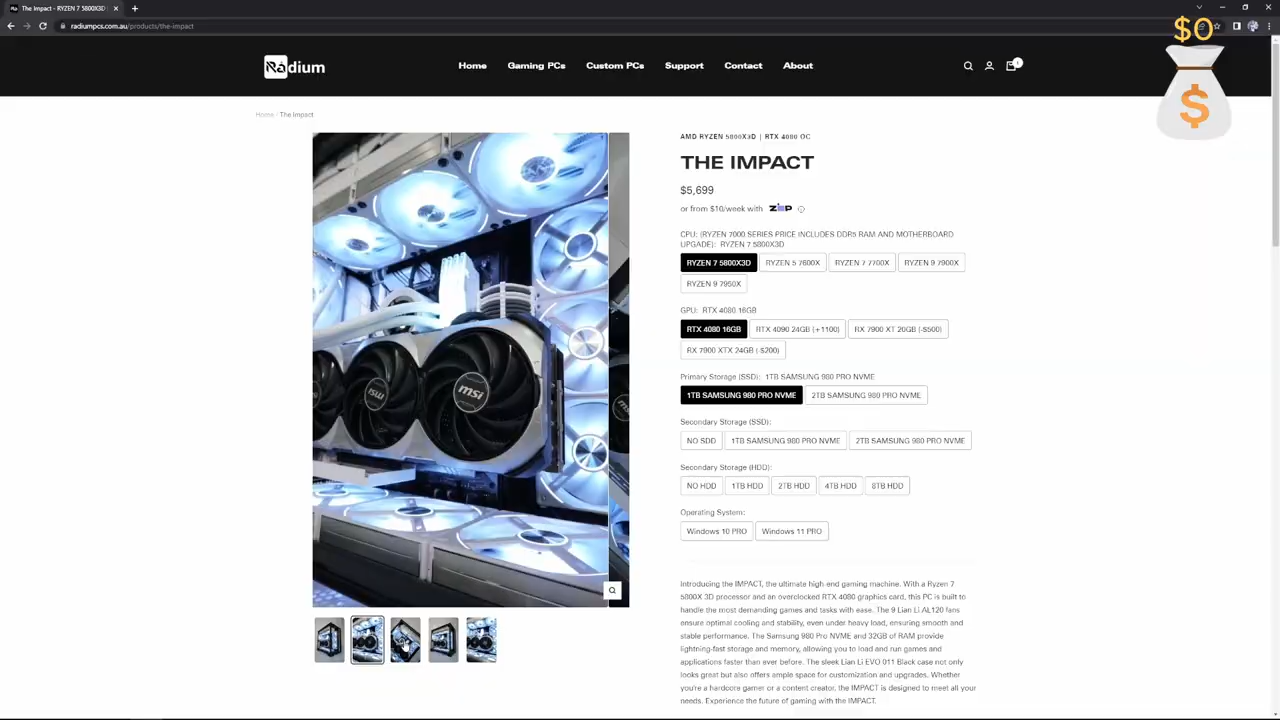 The Impact - RYZEN 7 5800X3D
radiumpcs.com.au/products/the-impact
$0
$
Radium
Home
Gaming PCs
Custom PCs
Support
Contact
About
Home / The Impact
AMD RYZEN 5800X3D | RTX 4080 OC
THE IMPACT
$5,699
or from $10/week with ZIP
CPU: (RYZEN 7000 SERIES PRICE INCLUDES DDR5 RAM AND MOTHERBOARD
UPGADE): RYZEN 7 5800X3D
RYZEN 7 5800X3D
RYZEN 5 7600X
RYZEN 7 7700X
RYZEN 9 7900X
RYZEN 9 7950X
GPU: RTX 4080 16GB
RTX 4080 16GB
RTX 4090 24GB (+1100)
RX 7900 XT 20GB (-$500)
RX 7900 XTX 24GB (-$200)
Primary Storage (SSD): 1TB SAMSUNG 980 PRO NVME
1TB SAMSUNG 980 PRO NVME
2TB SAMSUNG 980 PRO NVME
Secondary Storage (SSD):
NO SDD
1TB SAMSUNG 980 PRO NVME
2TB SAMSUNG 980 PRO NVME
Secondary Storage (HDD):
NO HDD
1TB HDD
2TB HDD
4TB HDD
8TB HDD
Operating System:
Windows 10 PRO
Windows 11 PRO
Introducing the IMPACT, the ultimate high end gaming machine. With a Ryzen 7
5800X 3D processor and an overclocked RTX 4080 graphics card, this PC is built to
handle the most demanding games and tasks with ease. The 9 Lian Li AL120 fans
ensure optimal cooling and stability, even under heavy load, ensuring smooth and
stable performance. The Samsung 980 Pro NVME and 32GB of RAM provide
lightning-fast storage and memory, allowing you to load and run games and
applications faster than ever before. The sleek Lian Li EVO 011 Black case not only
looks great but also offers ample space for customization and upgrades. Whether
you're a hardcore gamer or a content creator, the IMPACT is designed to meet all your
needs. Experience the future of gaming with the IMPACT.
msi
msi